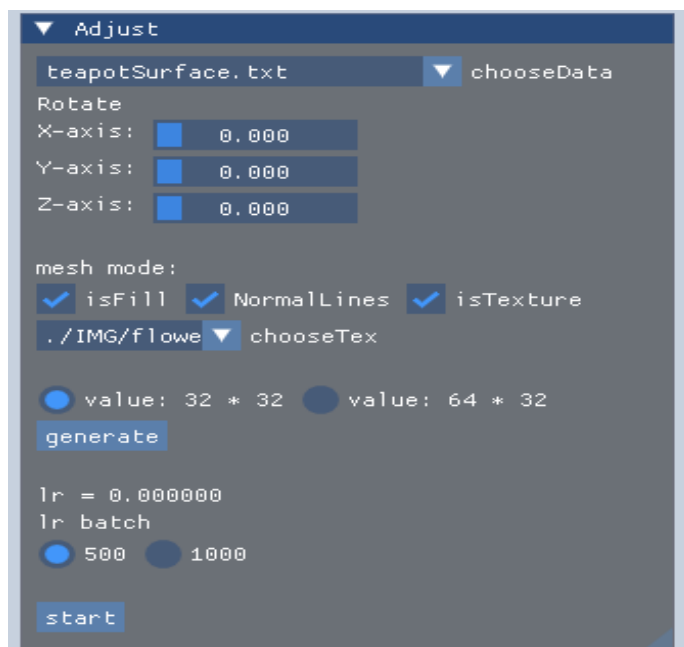 Adjust
teapotSurface.txt chooseData
Rotate
X-axis: 0.000
Y-axis: 0.000
Z-axis: 0.000
mesh mode:
isFill NormalLines isTexture
./IMG/flowe chooseTex
value: 32 * 32 value: 64 * 32
generate
lr = 0.000000
lr batch
500 1000
start